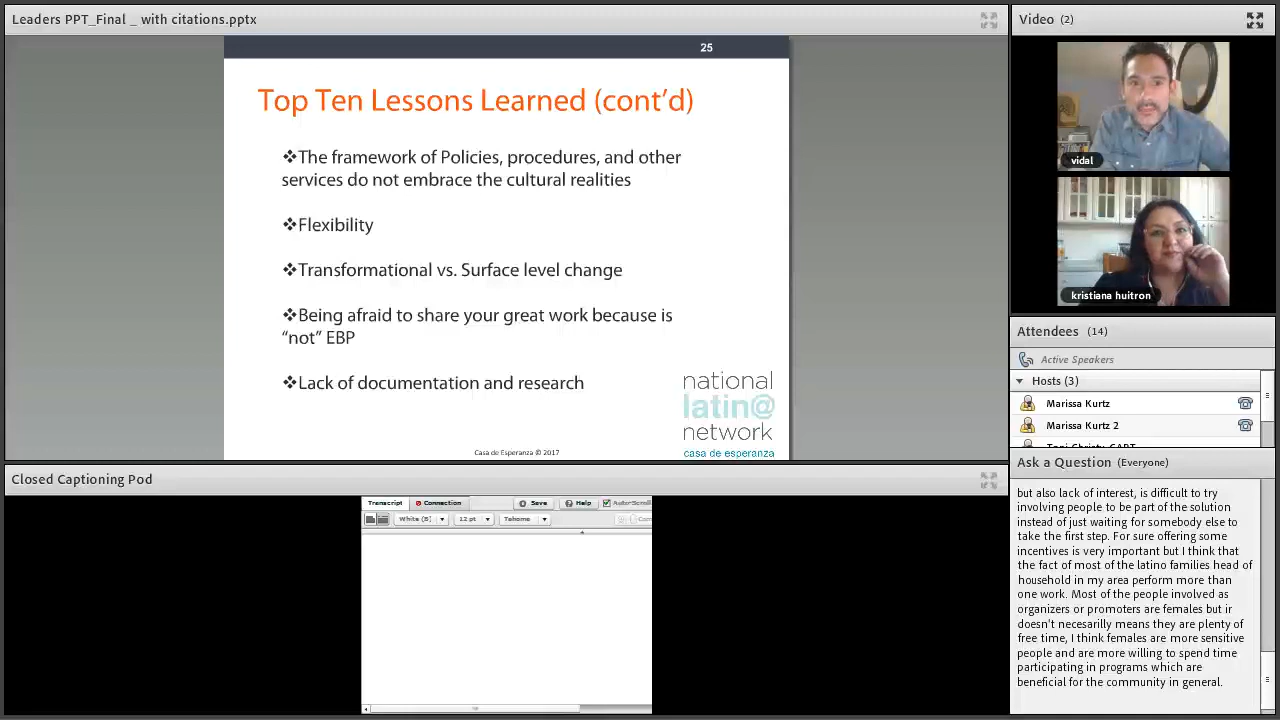 Leaders PPT_Final _ with citations.pptx
25
Top Ten Lessons Learned (cont’d)
❖The framework of Policies, procedures, and other
services do not embrace the cultural realities
❖Flexibility
❖Transformational vs. Surface level change
❖Being afraid to share your great work because is
“not” EBP
❖Lack of documentation and research
national
latin@
network
casa de esperanza
Casa de Esperanza © 2017
Closed Captioning Pod
Transcript
Connection
Save
Help
Auto-Scroll
White (B)
12 pt
Tahoma
Video (2)
vidal
kristiana huitron
Attendees (14)
Active Speakers
Hosts (3)
Marissa Kurtz
Marissa Kurtz 2
Ask a Question (Everyone)
but also lack of interest, is difficult to try
involving people to be part of the solution
instead of just waiting for somebody else to
take the first step. For sure offering some
incentives is very important but I think that
the fact of most of the latino families head of
household in my area perform more than
one work. Most of the people involved as
organizers or promoters are females but ir
doesn't necesarilly means they are plenty of
free time, I think females are more sensitive
people and are more willing to spend time
participating in programs which are
beneficial for the community in general.